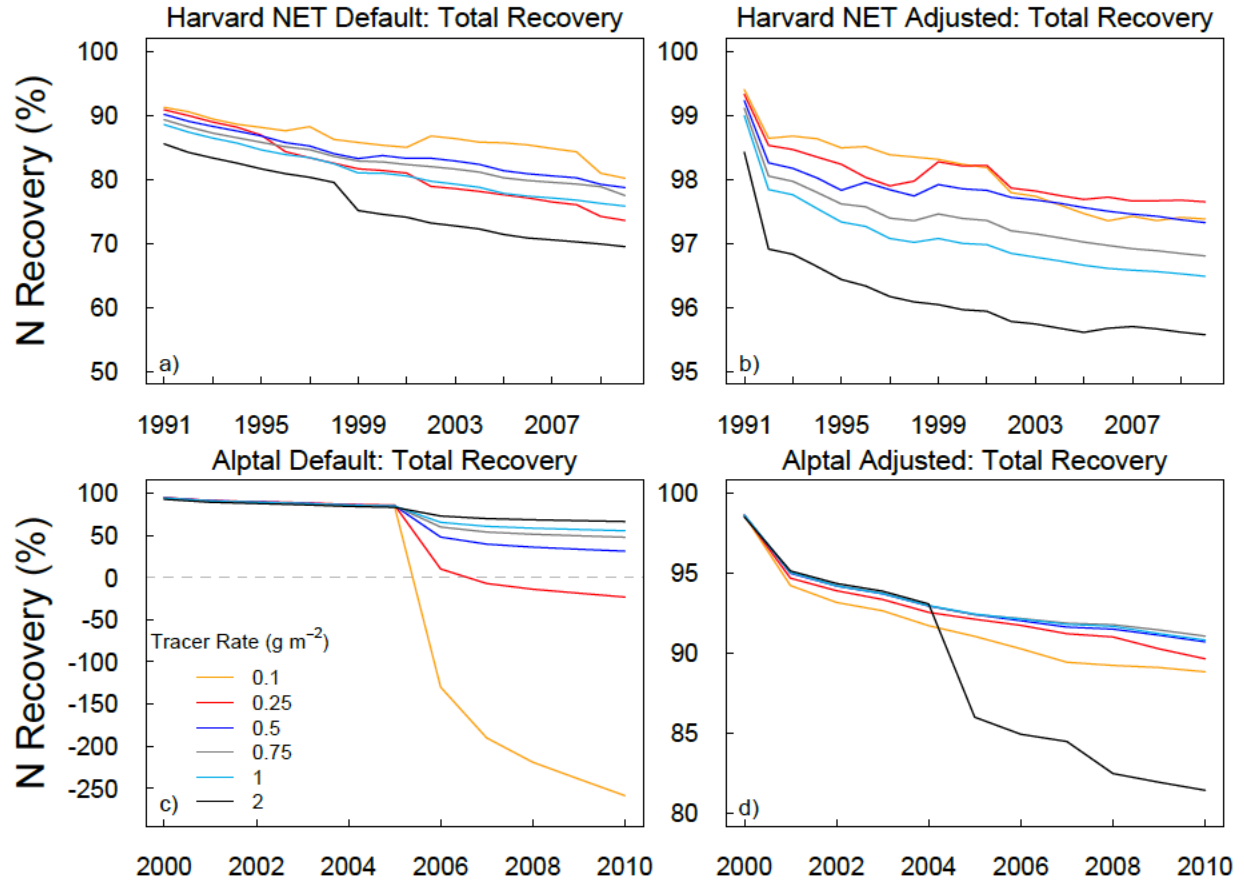 Harvard NET Default: Total Recovery
Harvard NET Adjusted: Total Recovery
N Recovery (%)
100
90
80
70
60
50
a)
1991 1995 1999 2003 2007
100
99
98
97
96
95
b)
1991 1995 1999 2003 2007
Alptal Default: Total Recovery
Alptal Adjusted: Total Recovery
N Recovery (%)
100
50
0
-50
-100
-150
-200
-250
Tracer Rate (g m⁻²)
0.1
0.25
0.5
0.75
1
2
c)
2000 2002 2004 2006 2008 2010
100
95
90
85
80
d)
2000 2002 2004 2006 2008 2010